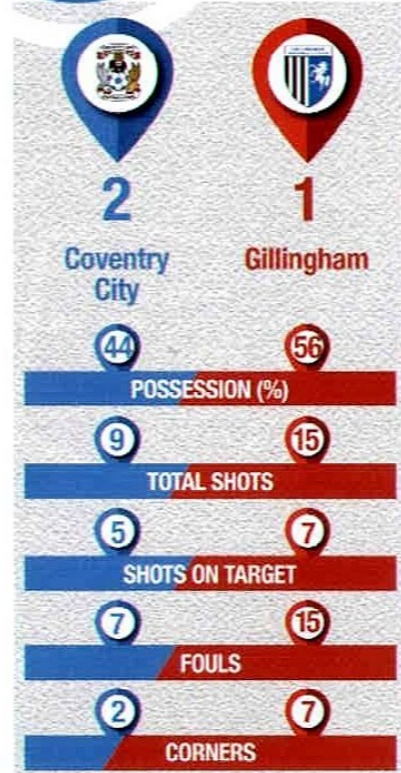 2 1
Coventry Gillingham
City
44 56
POSSESSION (%)
9 15
TOTAL SHOTS
5 7
SHOTS ON TARGET
7 15
FOULS
2 7
CORNERS